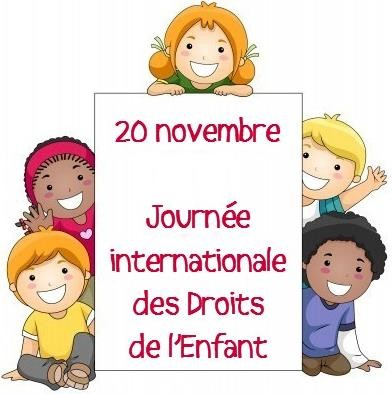 20 novembre
Journée
internationale
des Droits
de l'Enfant